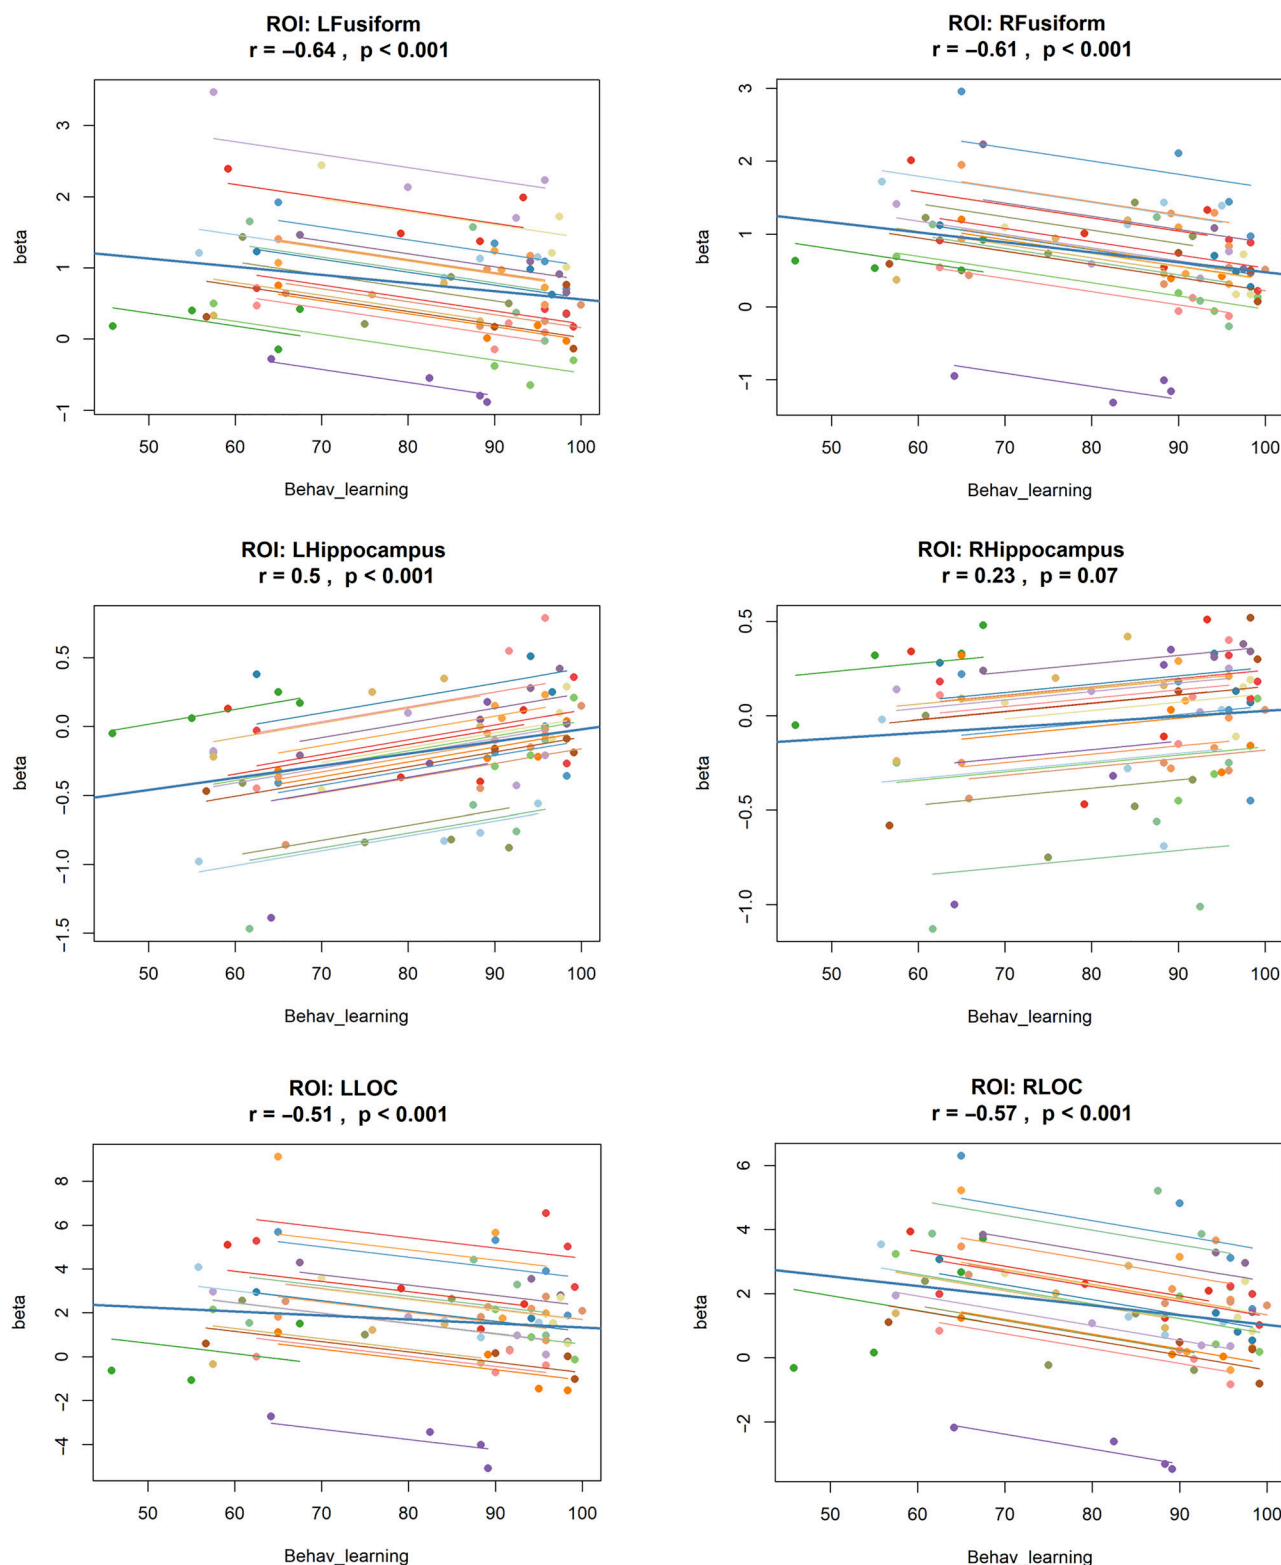 ROI: LFusiform
r = −0.64 , p < 0.001
beta
3
2
1
0
−1
50 60 70 80 90 100
Behav_learning
ROI: RFusiform
r = −0.61 , p < 0.001
beta
3
2
1
0
−1
50 60 70 80 90 100
Behav_learning
ROI: LHippocampus
r = 0.5 , p < 0.001
beta
0.5
0.0
−0.5
−1.0
−1.5
50 60 70 80 90 100
Behav_learning
ROI: RHippocampus
r = 0.23 , p = 0.07
beta
0.5
0.0
−0.5
−1.0
50 60 70 80 90 100
Behav_learning
ROI: LLOC
r = −0.51 , p < 0.001
beta
8
6
4
2
0
−2
−4
50 60 70 80 90 100
Behav_learning
ROI: RLOC
r = −0.57 , p < 0.001
beta
6
4
2
0
−2
50 60 70 80 90 100
Behav_learning